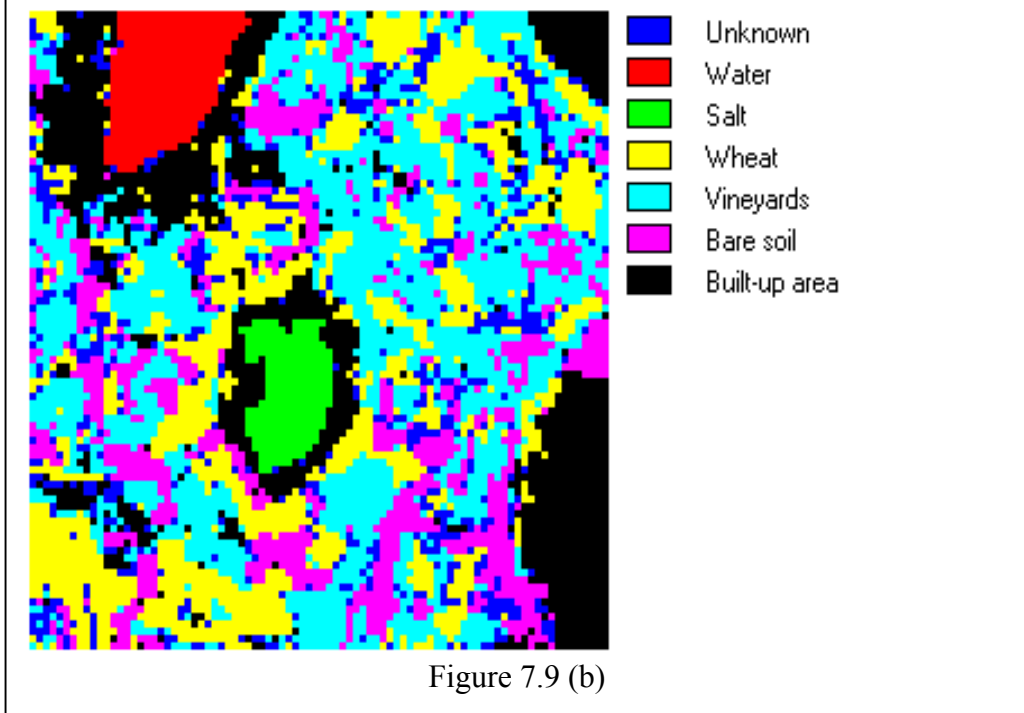 Unknown
Water
Salt
Wheat
Vineyards
Bare soil
Built-up area
Figure 7.9 (b)